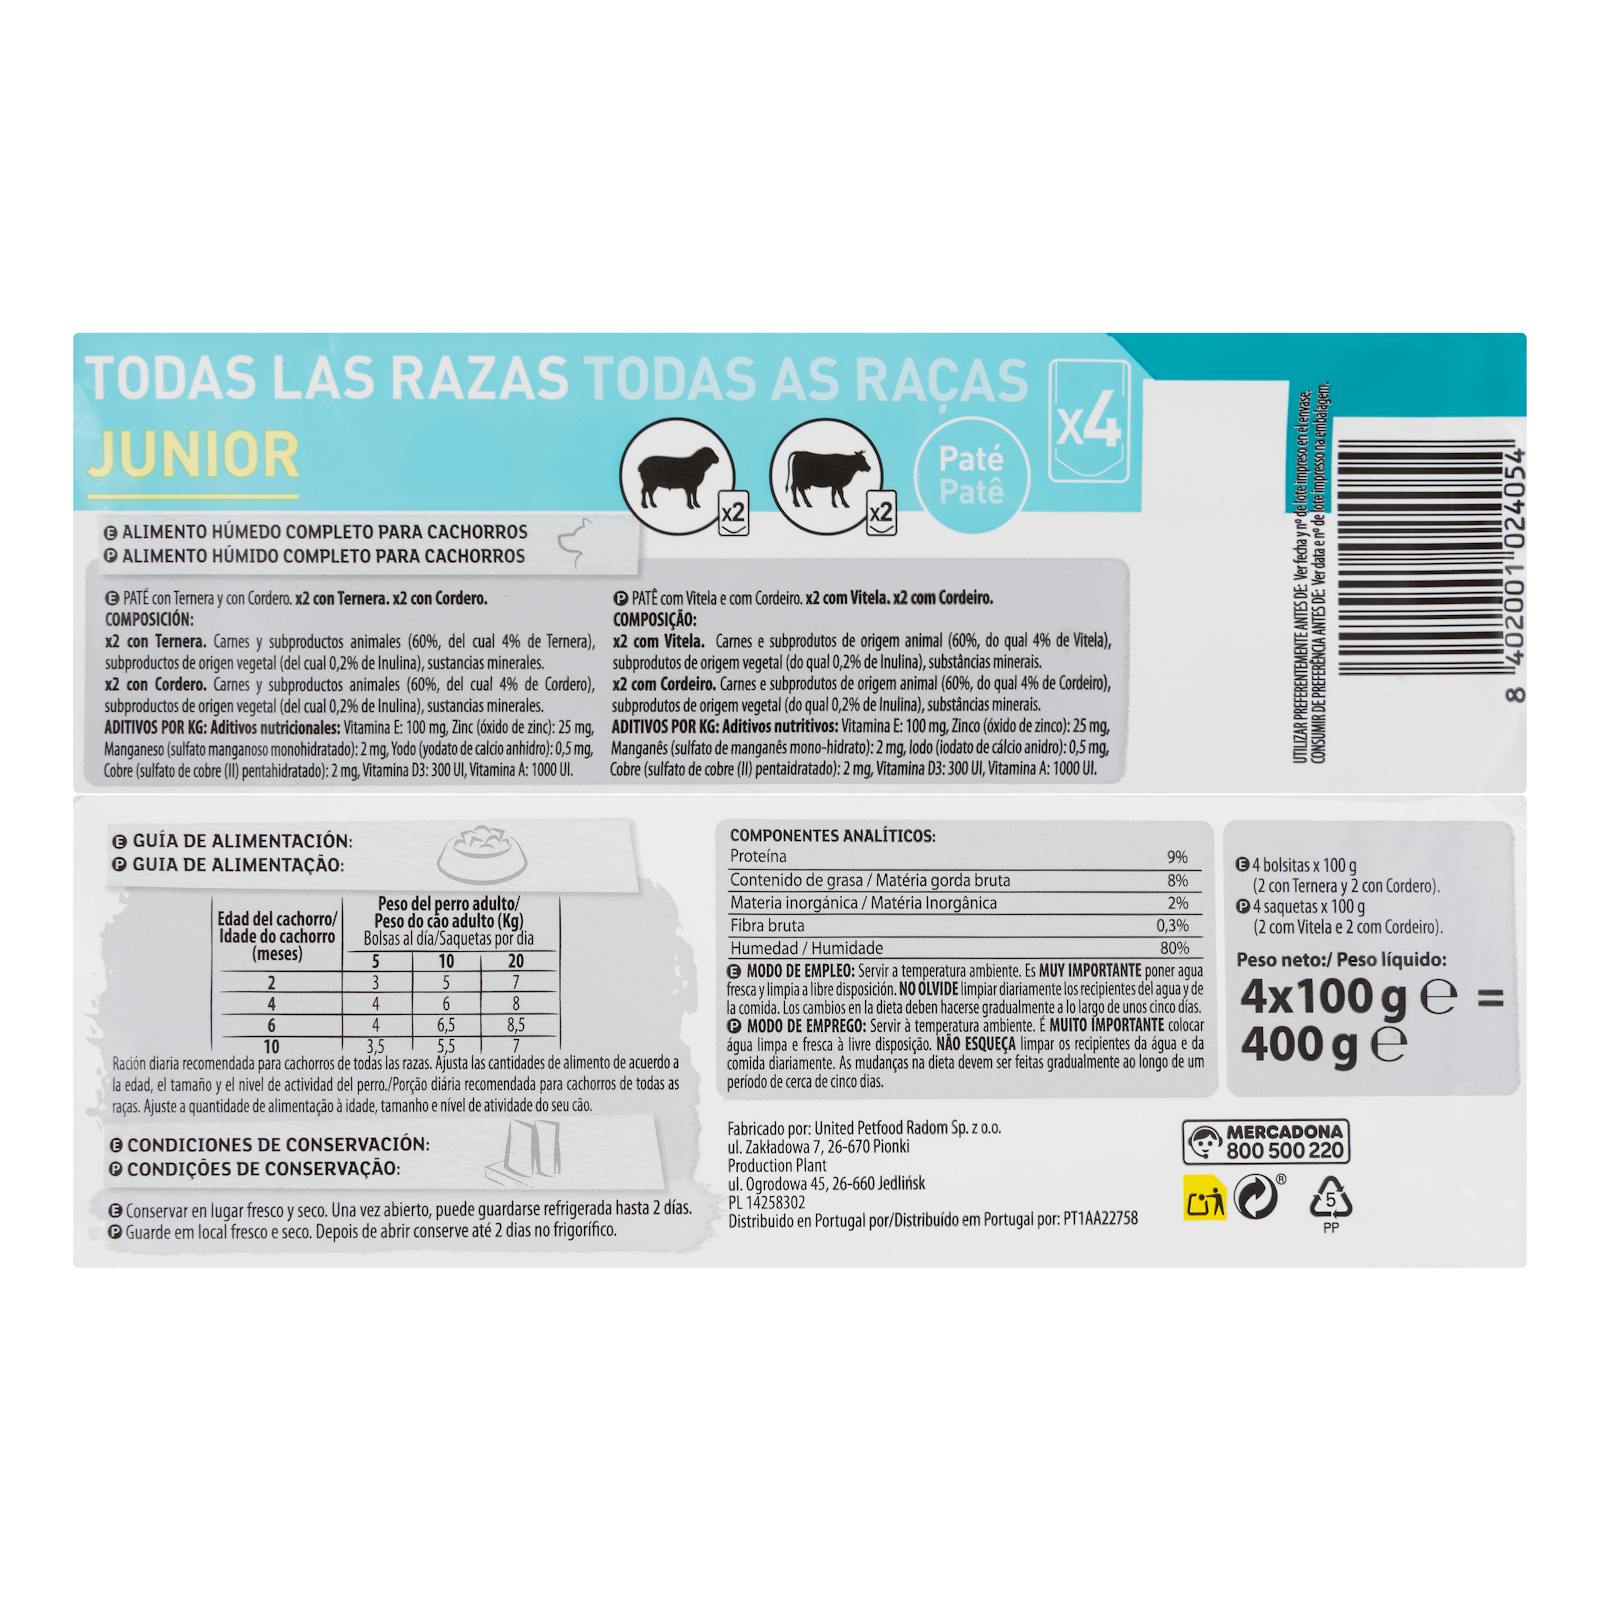 TODAS LAS RAZAS TODAS AS RAÇAS
JUNIOR
x2
x2
Paté
Patê
x4
E ALIMENTO HÚMEDO COMPLETO PARA CACHORROS
P ALIMENTO HÚMIDO COMPLETO PARA CACHORROS
E PATÉ con Ternera y con Cordero. x2 con Ternera. x2 con Cordero.
COMPOSICIÓN:
x2 con Ternera. Carnes y subproductos animales (60%, del cual 4% de Ternera),
subproductos de origen vegetal (del cual 0,2% de Inulina), sustancias minerales.
x2 con Cordero. Carnes y subproductos animales (60%, del cual 4% de Cordero),
subproductos de origen vegetal (del cual 0,2% de Inulina), sustancias minerales.
ADITIVOS POR KG: Aditivos nutricionales: Vitamina E: 100 mg, Zinc (óxido de zinc): 25 mg,
Manganeso (sulfato manganoso monohidratado): 2 mg, Yodo (yodato de calcio anhidro): 0,5 mg,
Cobre (sulfato de cobre (II) pentahidratado): 2 mg, Vitamina D3: 300 UI, Vitamina A: 1000 UI.
P PATÊ com Vitela e com Cordeiro. x2 com Vitela. x2 com Cordeiro.
COMPOSIÇÃO:
x2 com Vitela. Carnes e subprodutos de origem animal (60%, do qual 4% de Vitela),
subprodutos de origem vegetal (do qual 0,2% de Inulina), substâncias minerais.
x2 com Cordeiro. Carnes e subprodutos de origem animal (60%, do qual 4% de Cordeiro),
subprodutos de origem vegetal (do qual 0,2% de Inulina), substâncias minerais.
ADITIVOS POR KG: Aditivos nutritivos: Vitamina E: 100 mg, Zinco (óxido de zinco): 25 mg,
Manganês (sulfato de manganês mono-hidrato): 2 mg, Iodo (iodato de cálcio anidro): 0,5 mg,
Cobre (sulfato de cobre (II) pentaidratado): 2 mg, Vitamina D3: 300 UI, Vitamina A: 1000 UI.
UTILIZAR PREFERENTEMENTE ANTES DE: Ver fecha y nº de lote impreso en el envase.
CONSUMIR DE PREFERÊNCIA ANTES DE: Ver data e nº de lote impresso na embalagem.
8 402001 024054
E GUÍA DE ALIMENTACIÓN:
P GUIA DE ALIMENTAÇÃO:
Edad del cachorro/
Idade do cachorro
(meses)
Peso del perro adulto/
Peso do cão adulto (Kg)
Bolsas al día/Saquetas por dia
5 10 20
2 3 5 7
4 4 6 8
6 4 6,5 8,5
10 3,5 5,5 7
Ración diaria recomendada para cachorros de todas las razas. Ajusta las cantidades de alimento de acuerdo a
la edad, el tamaño y el nivel de actividad del perro./Porção diária recomendada para cachorros de todas as
raças. Ajuste a quantidade de alimentação à idade, tamanho e nível de atividade do seu cão.
E CONDICIONES DE CONSERVACIÓN:
P CONDIÇÕES DE CONSERVAÇÃO:
E Conservar en lugar fresco y seco. Una vez abierto, puede guardarse refrigerada hasta 2 días.
P Guarde em local fresco e seco. Depois de abrir conserve até 2 dias no frigorífico.
COMPONENTES ANALÍTICOS:
Proteína 9%
Contenido de grasa / Matéria gorda bruta 8%
Materia inorgánica / Matéria Inorgânica 2%
Fibra bruta 0,3%
Humedad / Humidade 80%
E MODO DE EMPLEO: Servir a temperatura ambiente. Es MUY IMPORTANTE poner agua
fresca y limpia a libre disposición. NO OLVIDE limpiar diariamente los recipientes del agua y de
la comida. Los cambios en la dieta deben hacerse gradualmente a lo largo de unos cinco días.
P MODO DE EMPREGO: Servir à temperatura ambiente. É MUITO IMPORTANTE colocar
água limpa e fresca à livre disposição. NÃO ESQUEÇA limpar os recipientes da água e da
comida diariamente. As mudanças na dieta devem ser feitas gradualmente ao longo de um
período de cerca de cinco dias.
E 4 bolsitas x 100 g
(2 con Ternera y 2 con Cordero).
P 4 saquetas x 100 g
(2 com Vitela e 2 com Cordeiro).
Peso neto:/ Peso líquido:
4x100 g ℮ =
400 g ℮
Fabricado por: United Petfood Radom Sp. z o.o.
ul. Zakładowa 7, 26-670 Pionki
Production Plant
ul. Ogrodowa 45, 26-660 Jedlińsk
PL 14258302
Distribuido en Portugal por/Distribuído em Portugal por: PT1AA22758
MERCADONA
800 500 220
®
5
PP